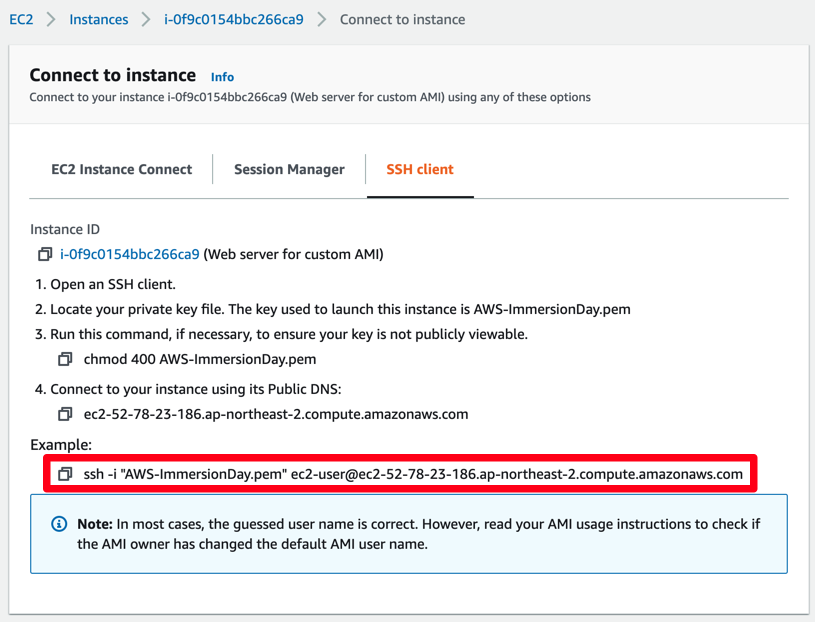 EC2 > Instances > i-0f9c0154bbc266ca9 > Connect to instance
Connect to instance Info
Connect to your instance i-0f9c0154bbc266ca9 (Web server for custom AMI) using any of these options
EC2 Instance Connect Session Manager SSH client
Instance ID
i-0f9c0154bbc266ca9 (Web server for custom AMI)
1. Open an SSH client.
2. Locate your private key file. The key used to launch this instance is AWS-ImmersionDay.pem
3. Run this command, if necessary, to ensure your key is not publicly viewable.
chmod 400 AWS-ImmersionDay.pem
4. Connect to your instance using its Public DNS:
ec2-52-78-23-186.ap-northeast-2.compute.amazonaws.com
Example:
ssh -i "AWS-ImmersionDay.pem" ec2-user@ec2-52-78-23-186.ap-northeast-2.compute.amazonaws.com
Note: In most cases, the guessed user name is correct. However, read your AMI usage instructions to check if
the AMI owner has changed the default AMI user name.